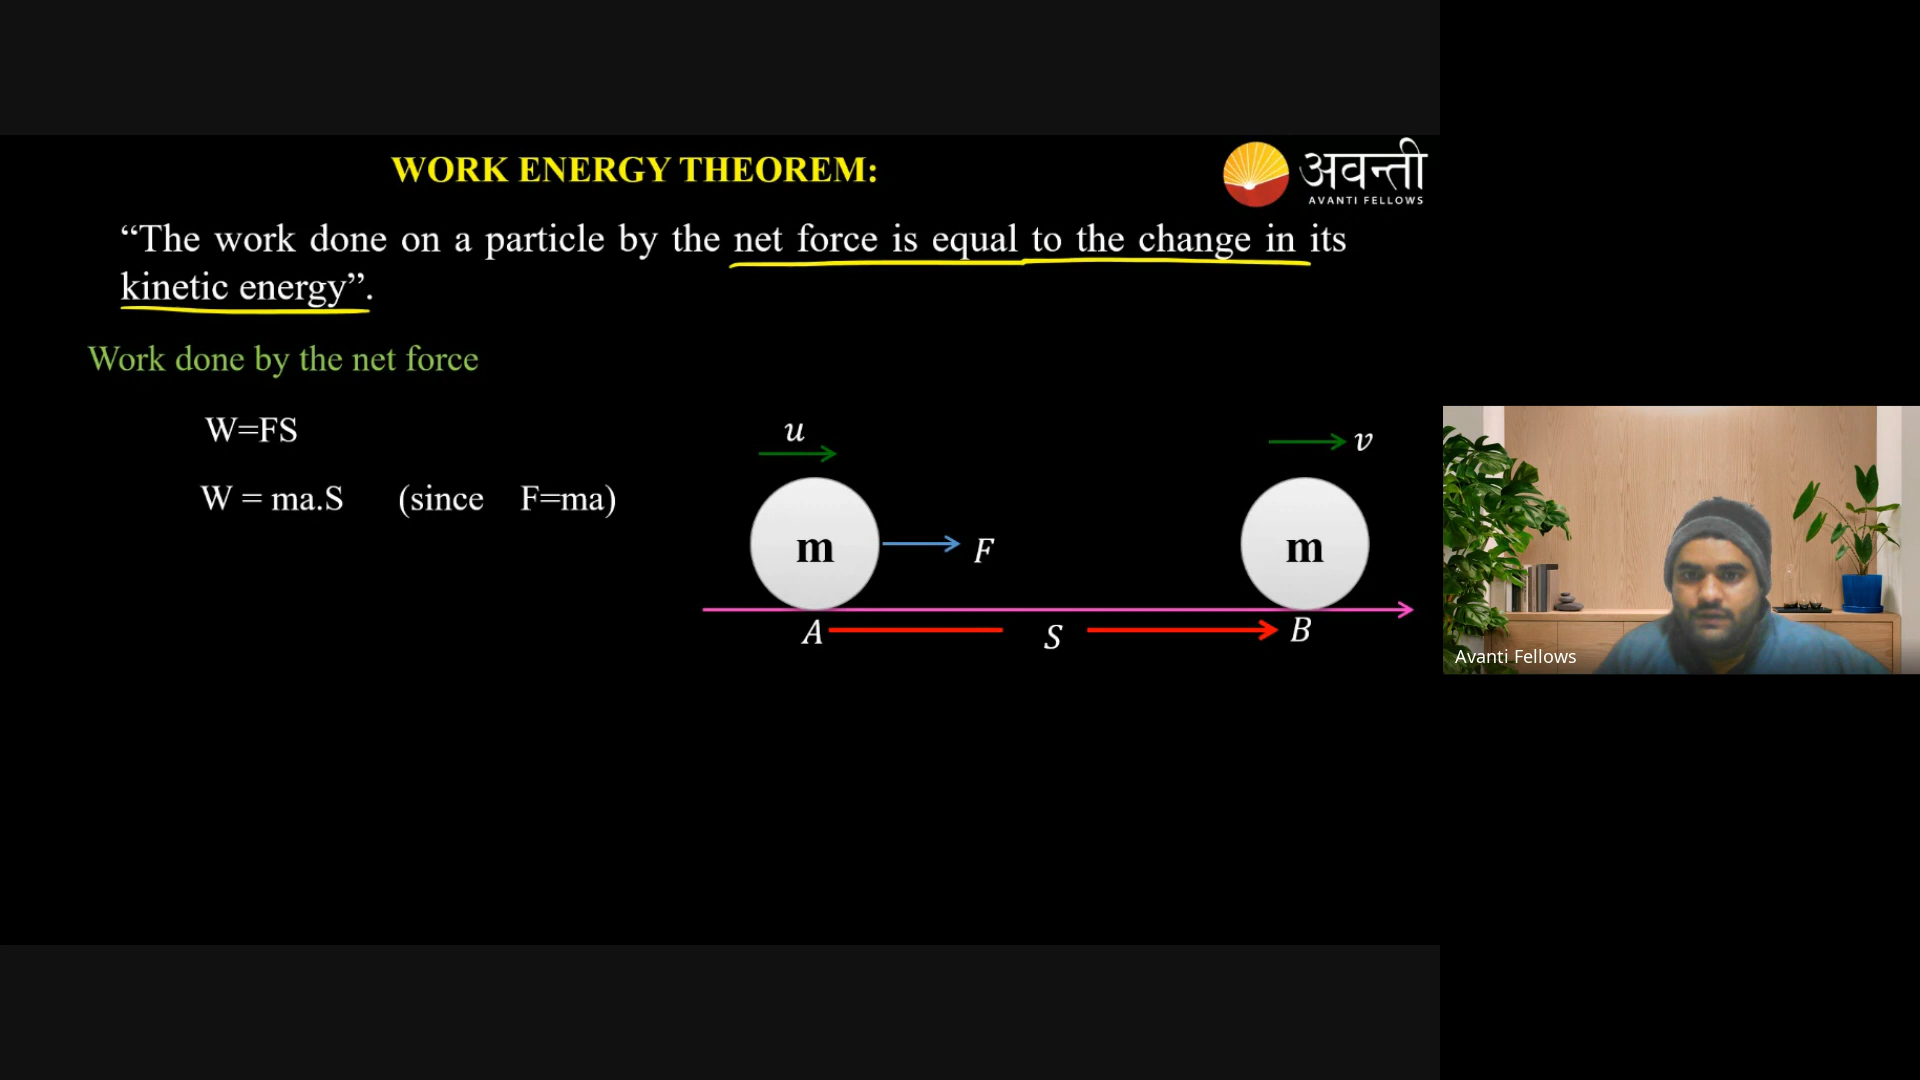 WORK ENERGY THEOREM:
अवन्ती
AVANTI FELLOWS
“The work done on a particle by the net force is equal to the change in its
kinetic energy”.
Work done by the net force
W=FS
W = ma.S (since F=ma)
u
v
m
F
m
A
S
B
Avanti Fellows